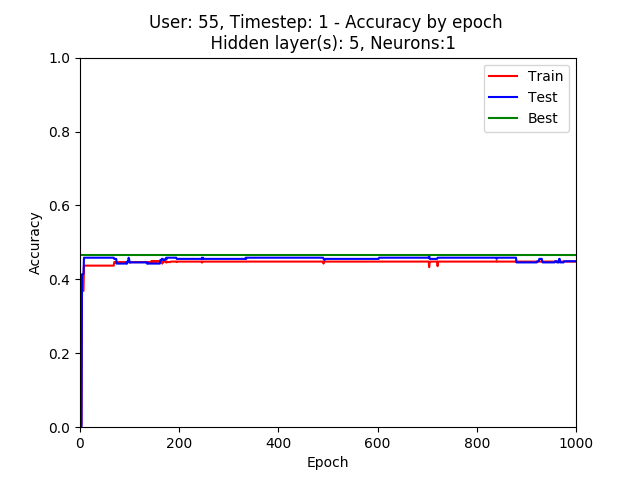 User: 55, Timestep: 1 - Accuracy by epoch
Hidden layer(s): 5, Neurons:1
1.0
0.8
0.6
0.4
0.2
0.0
Accuracy
Train
Test
Best
0 200 400 600 800 1000
Epoch